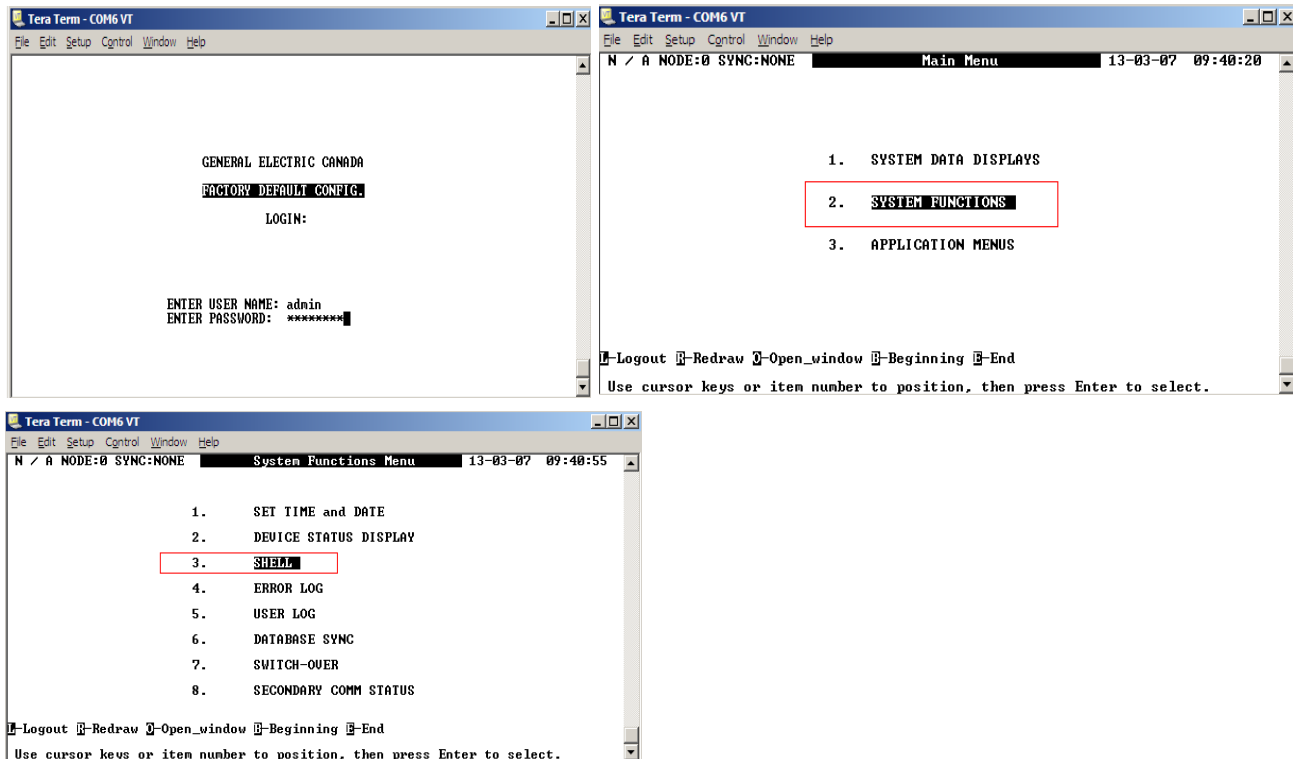 Tera Term - COM6 VT
File Edit Setup Control Window Help
GENERAL ELECTRIC CANADA
FACTORY DEFAULT CONFIG.
LOGIN:
ENTER USER NAME: admin
ENTER PASSWORD: ********
Tera Term - COM6 VT
File Edit Setup Control Window Help
N / A NODE:0 SYNC:NONE Main Menu 13-03-07 09:40:20
1. SYSTEM DATA DISPLAYS
2. SYSTEM FUNCTIONS
3. APPLICATION MENUS
L-Logout R-Redraw O-Open_window B-Beginning E-End
Use cursor keys or item number to position, then press Enter to select.
Tera Term - COM6 VT
File Edit Setup Control Window Help
N / A NODE:0 SYNC:NONE System Functions Menu 13-03-07 09:40:55
1. SET TIME and DATE
2. DEVICE STATUS DISPLAY
3. SHELL
4. ERROR LOG
5. USER LOG
6. DATABASE SYNC
7. SWITCH-OVER
8. SECONDARY COMM STATUS
L-Logout R-Redraw O-Open_window B-Beginning E-End
Use cursor keys or item number to position, then press Enter to select.